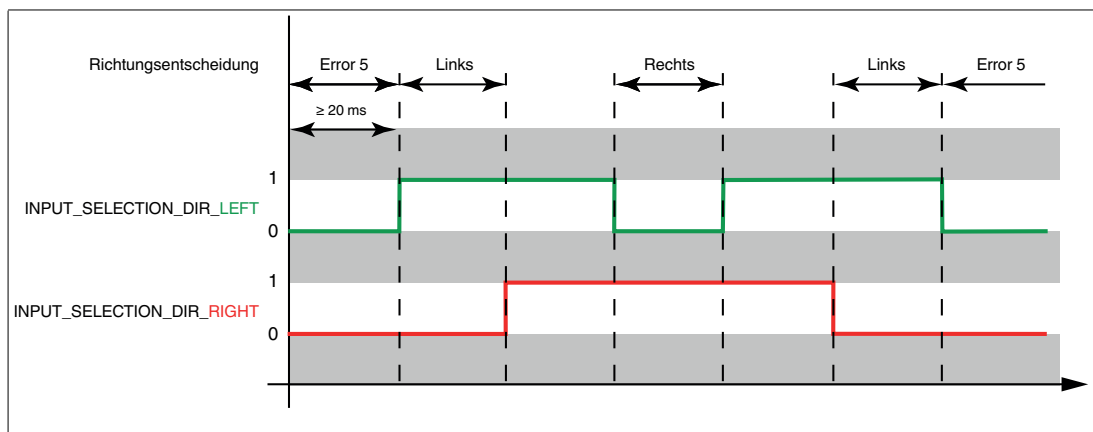 Richtungsentscheidung
Error 5
Links
Rechts
Links
Error 5
≥ 20 ms
1
INPUT_SELECTION_DIR_LEFT
0
1
INPUT_SELECTION_DIR_RIGHT
0